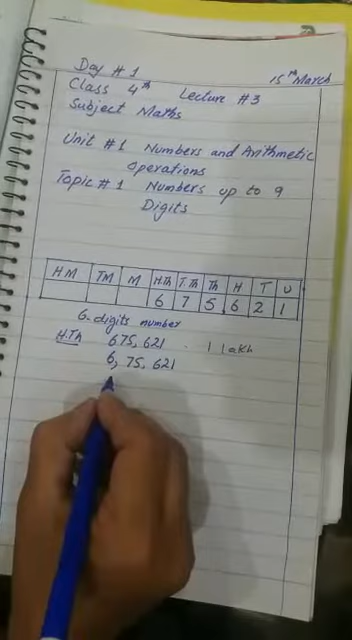 Day # 1 15th March
Class 4th Lecture #3
Subject Maths
Unit #1 Numbers and Arithmetic
Operations
Topic #1 Numbers up to 9
Digits
H M TM M H.Th T.Th Th H T U
6 7 5 6 2 1
6-digits number
H.Th 675,621 1 lakh
6, 75, 621